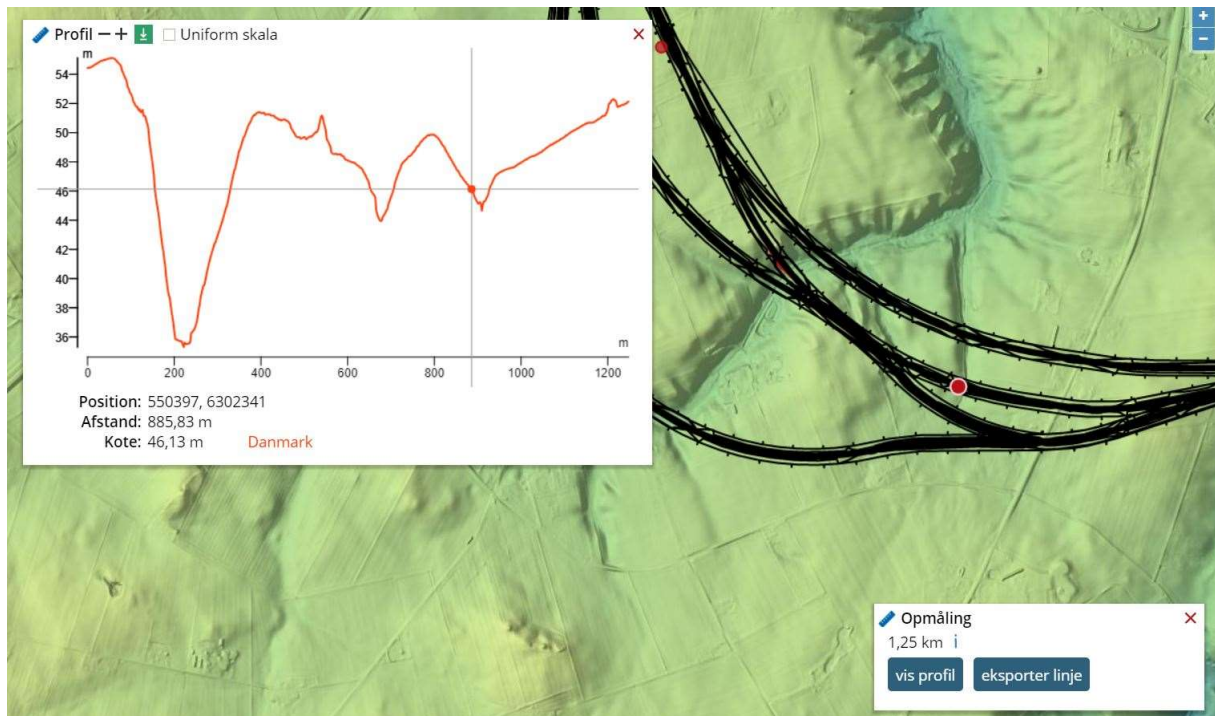 Profil − + Uniform skala
m
54
52
50
48
46
44
42
40
38
36
m
0 200 400 600 800 1000 1200
Position: 550397, 6302341
Afstand: 885,83 m
Kote: 46,13 m Danmark
+
−
Opmåling
1,25 km i
vis profil eksporter linje